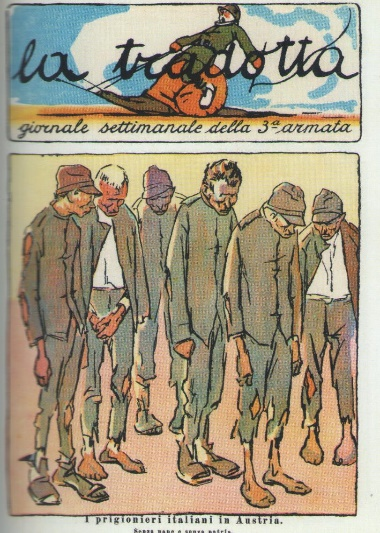 la tradotta
giornale settimanale della 3ª armata
I prigionieri italiani in Austria.
Senza pane e senza patria.